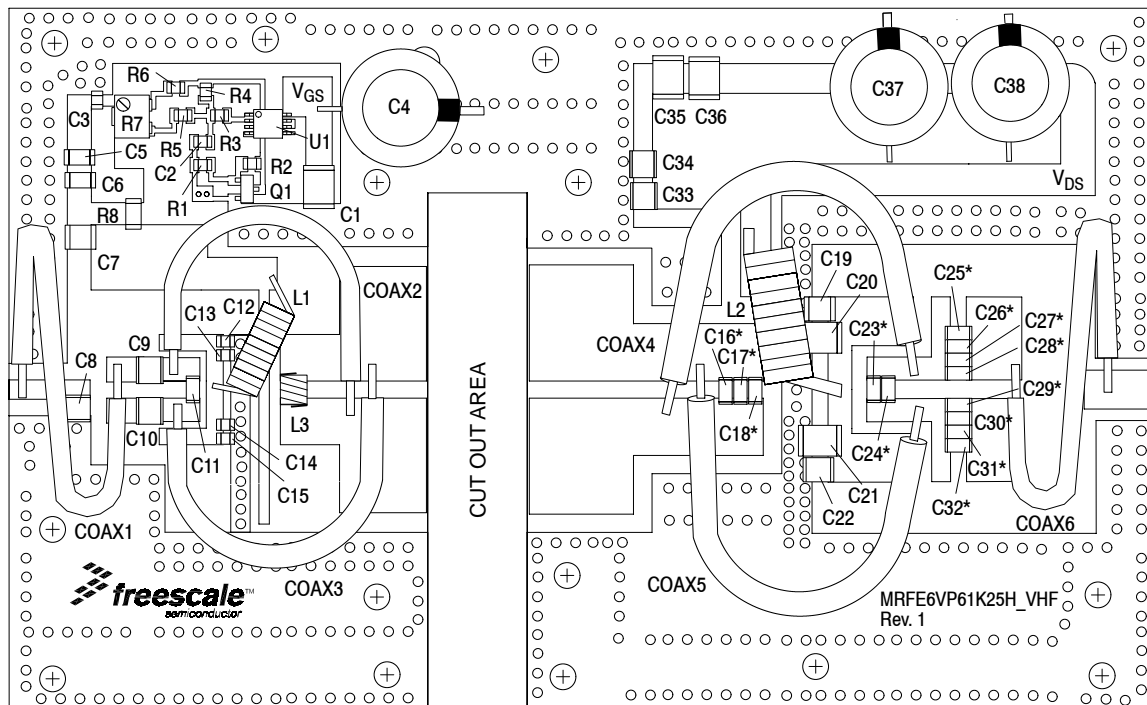 R6
R4
V_GS
C3
R7
C4
C37
C38
C35
C36
U1
C5
R5
R3
C2
R2
C6
R1
Q1
C34
C33
V_DS
R8
C1
C7
COAX2
L1
C12
C13
C9
C8
L3
C10
C11
C14
C15
COAX1
COAX3
CUT OUT AREA
C19
C20
L2
COAX4
C16*
C17*
C18*
C23*
C24*
C25*
C26*
C27*
C28*
C29*
C30*
C31*
C32*
C21
C22
COAX6
COAX5
freescale™
semiconductor
MRFE6VP61K25H_VHF
Rev. 1